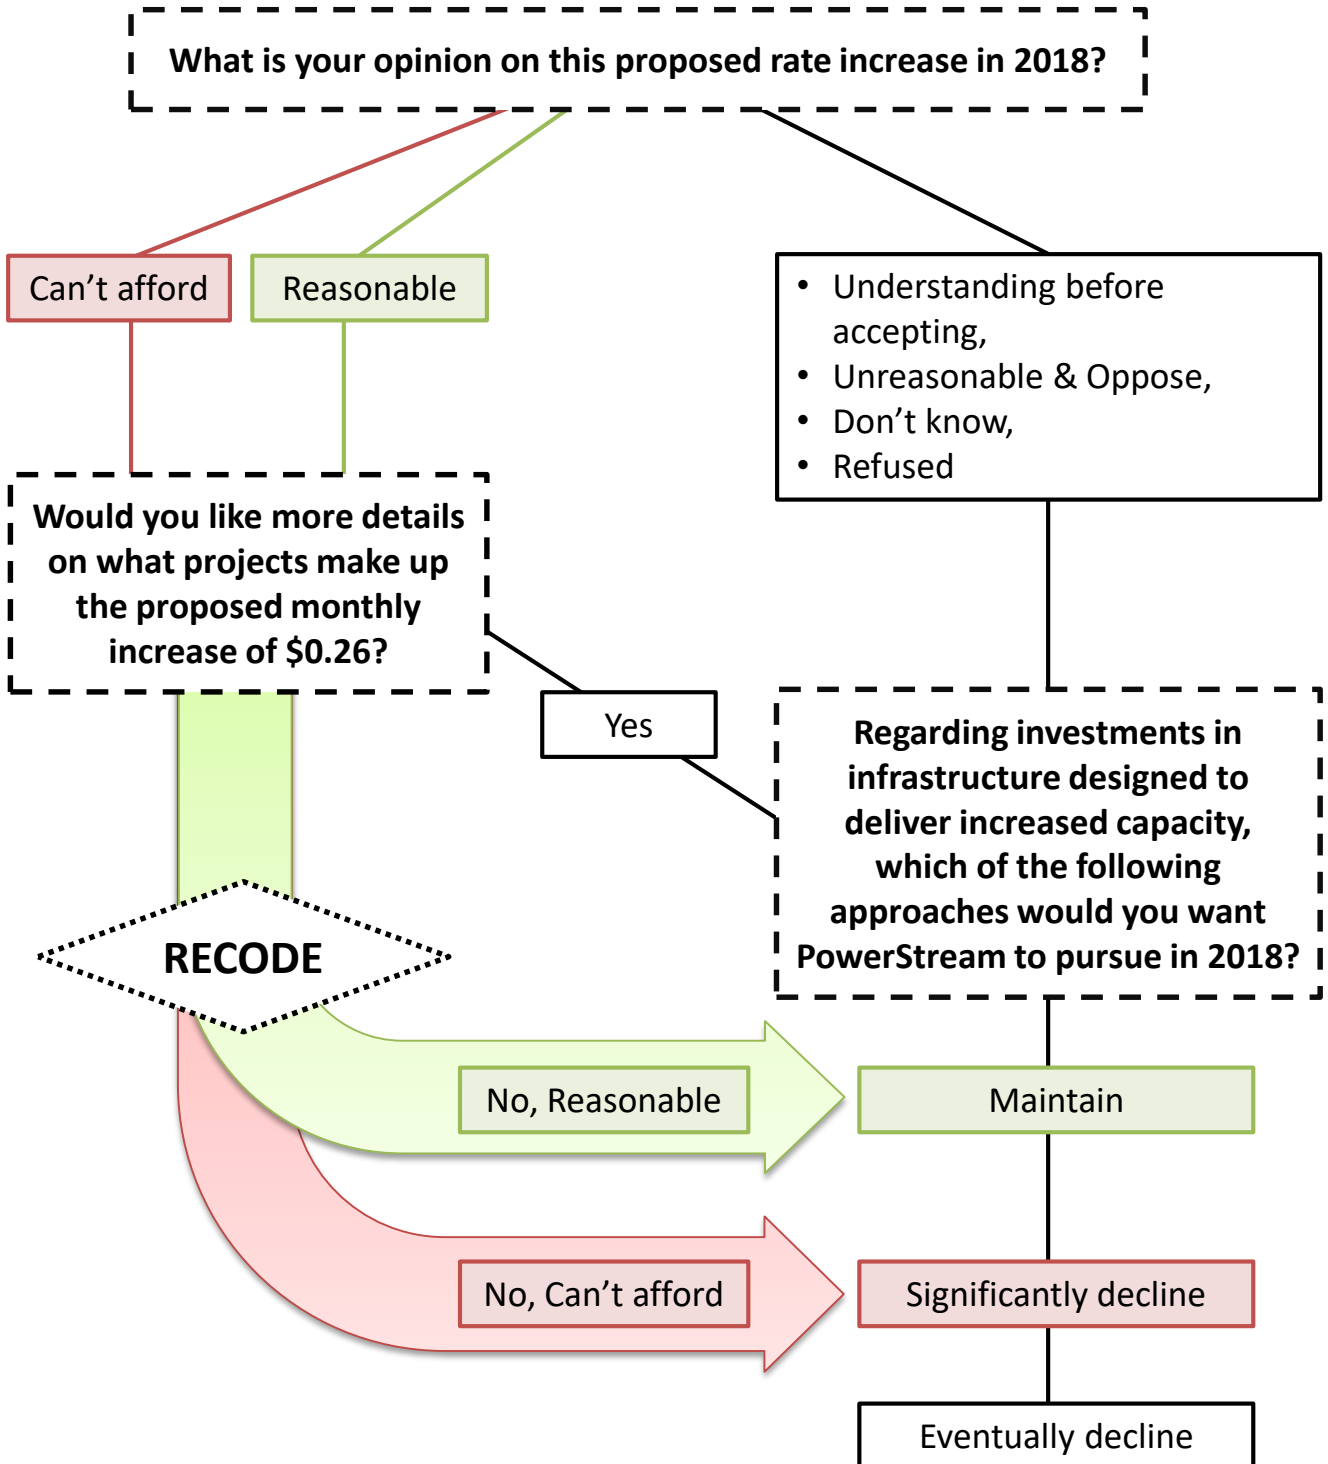 What is your opinion on this proposed rate increase in 2018?
Can't afford
Reasonable
• Understanding before
accepting,
• Unreasonable & Oppose,
• Don't know,
• Refused
Would you like more details
on what projects make up
the proposed monthly
increase of $0.26?
Yes
Regarding investments in
infrastructure designed to
deliver increased capacity,
which of the following
approaches would you want
PowerStream to pursue in 2018?
RECODE
No, Reasonable
Maintain
No, Can't afford
Significantly decline
Eventually decline